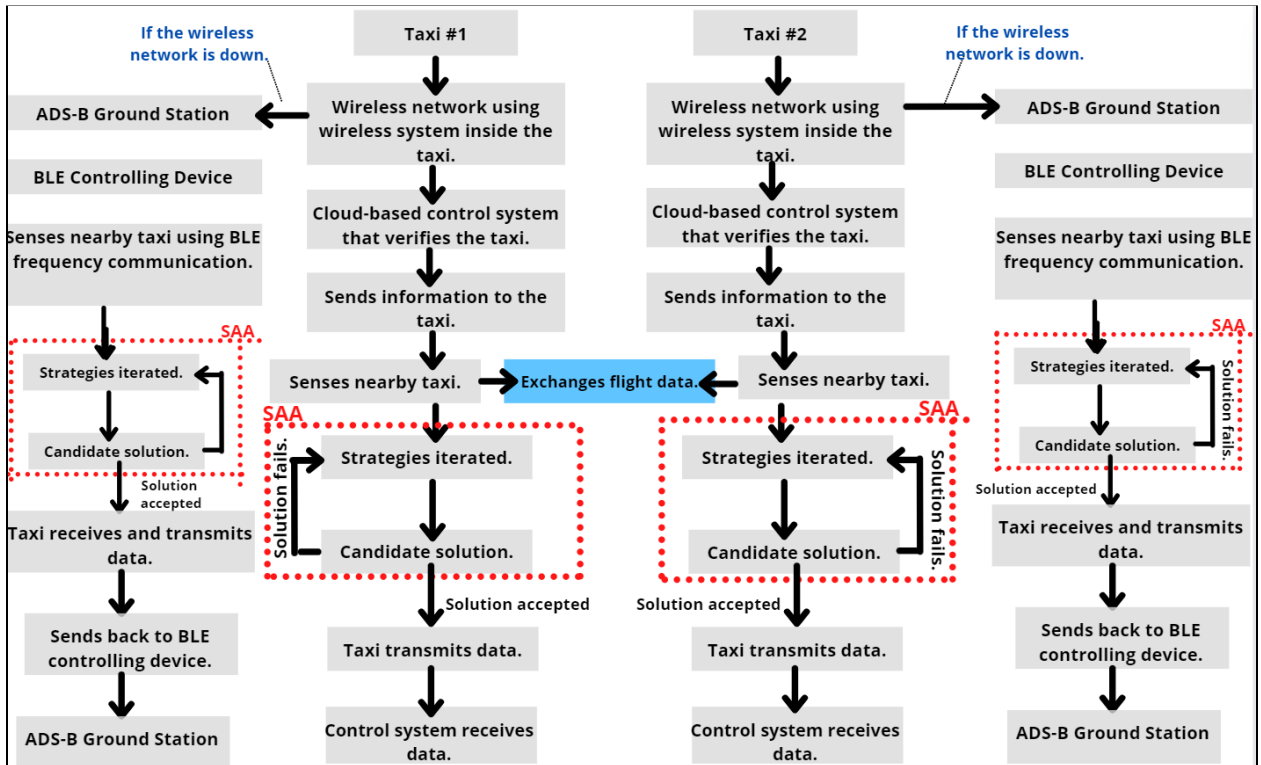 If the wireless
network is down.
ADS-B Ground Station
BLE Controlling Device
Senses nearby taxi using BLE
frequency communication.
SAA
Strategies iterated.
Candidate solution.
Solution
accepted
Taxi receives and transmits
data.
Sends back to BLE
controlling device.
ADS-B Ground Station
Taxi #1
Wireless network using
wireless system inside the
taxi.
Cloud-based control system
that verifies the taxi.
Sends information to the
taxi.
Senses nearby taxi.
Exchanges flight data.
SAA
Strategies iterated.
Solution fails.
Candidate solution.
Solution accepted
Taxi transmits data.
Control system receives
data.
Taxi #2
Wireless network using
wireless system inside the
taxi.
Cloud-based control system
that verifies the taxi.
Sends information to the
taxi.
Senses nearby taxi.
SAA
Strategies iterated.
Solution fails.
Candidate solution.
Solution accepted
Taxi transmits data.
Control system receives
data.
If the wireless
network is down.
ADS-B Ground Station
BLE Controlling Device
Senses nearby taxi using BLE
frequency communication.
SAA
Strategies iterated.
Solution fails.
Candidate solution.
Solution accepted
Taxi receives and transmits
data.
Sends back to BLE
controlling device.
ADS-B Ground Station